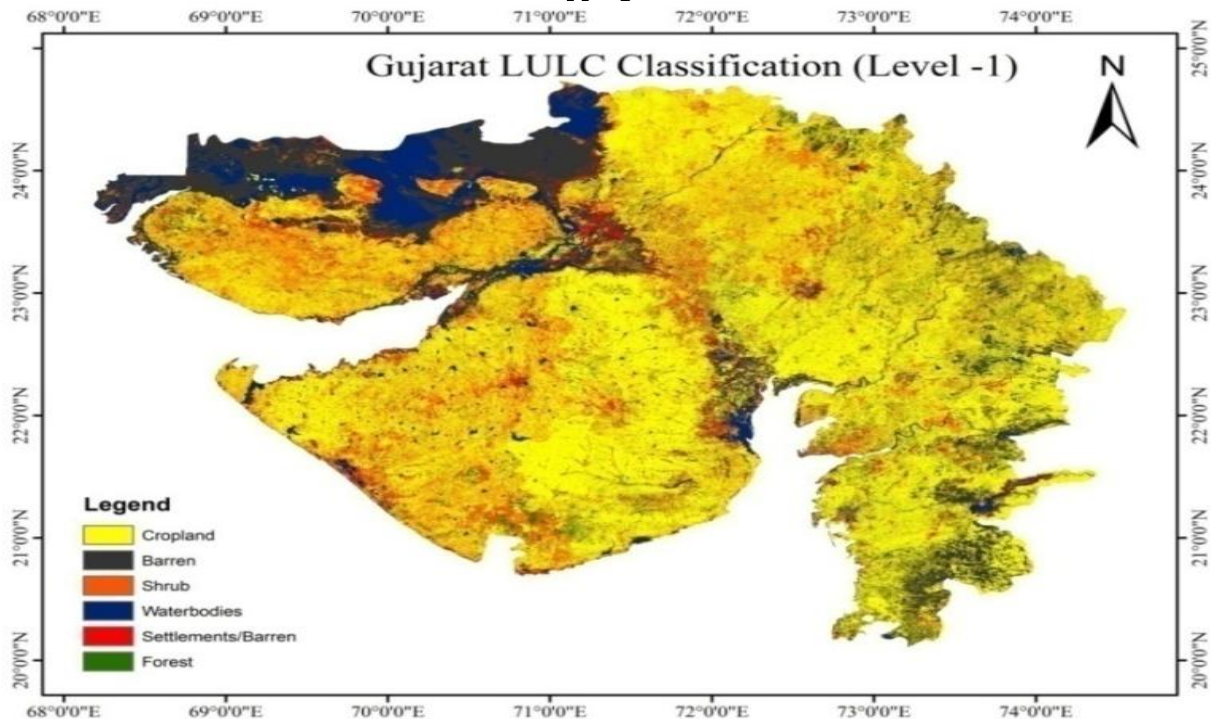 68°0'0"E 69°0'0"E 70°0'0"E 71°0'0"E 72°0'0"E 73°0'0"E 74°0'0"E
Gujarat LULC Classification (Level -1)
N
25°0'0"N
24°0'0"N 24°0'0"N
23°0'0"N 23°0'0"N
22°0'0"N 22°0'0"N
21°0'0"N 21°0'0"N
20°0'0"N 20°0'0"N
Legend
Cropland
Barren
Shrub
Waterbodies
Settlements/Barren
Forest
68°0'0"E 69°0'0"E 70°0'0"E 71°0'0"E 72°0'0"E 73°0'0"E 74°0'0"E